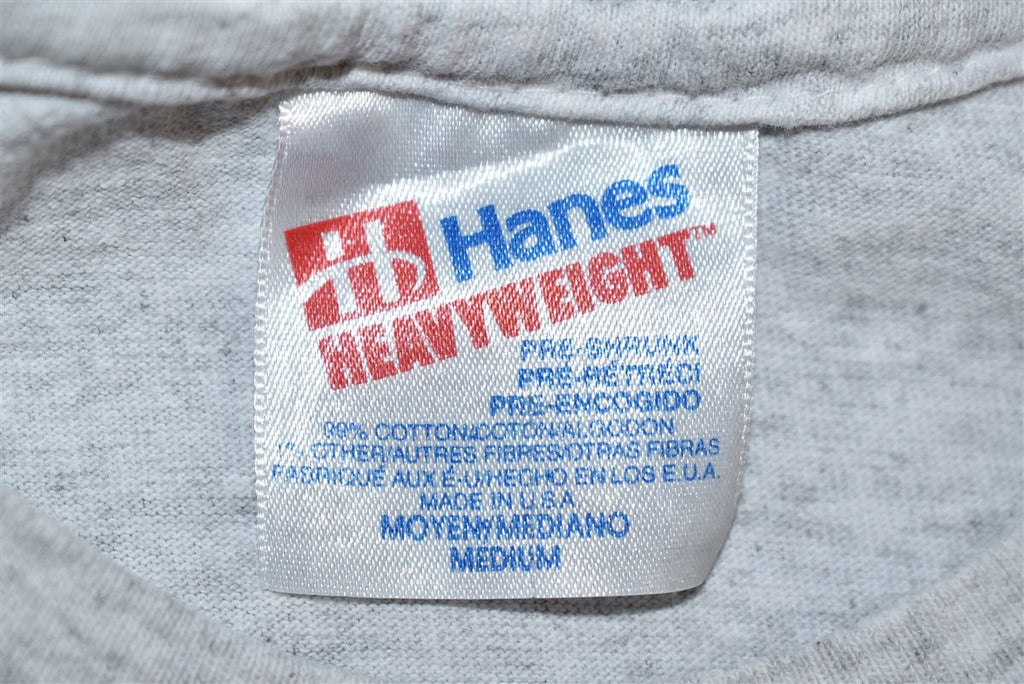 H Hanes
HEAVYWEIGHT™
PRE-SHRUNK
PRÉ-RÉTRÉCI
PRE-ENCOGIDO
99% COTTON/COTON/ALGODON
1% OTHER/AUTRES FIBRES/OTRAS FIBRAS
FABRIQUÉ AUX É-U/HECHO EN LOS E.U.A.
MADE IN U.S.A.
MOYEN/MEDIANO
MEDIUM